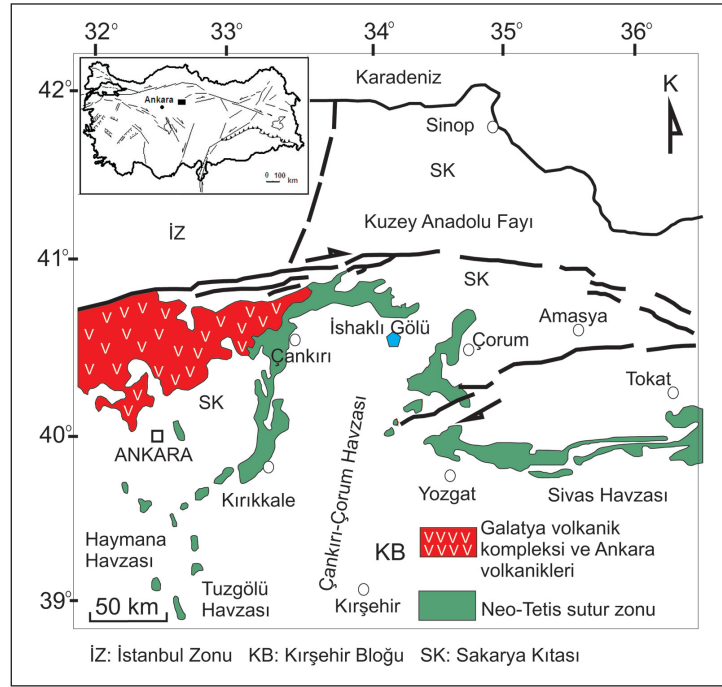 32° 33° 34° 35° 36°
42°
Karadeniz
K
Ankara
0 100
km
Sinop
SK
Kuzey Anadolu Fayı
İZ
41°
SK
İshaklı Gölü
Amasya
Çankırı
Çorum
SK
Tokat
40°
ANKARA
Kırıkkale
Çankırı-Çorum Havzası
Yozgat
Sivas Havzası
Haymana
Havzası
KB
Galatya volkanik
kompleksi ve Ankara
volkanikleri
Tuzgölü
Havzası
39°
50 km
Kırşehir
Neo-Tetis sutur zonu
İZ: İstanbul Zonu KB: Kırşehir Bloğu SK: Sakarya Kıtası